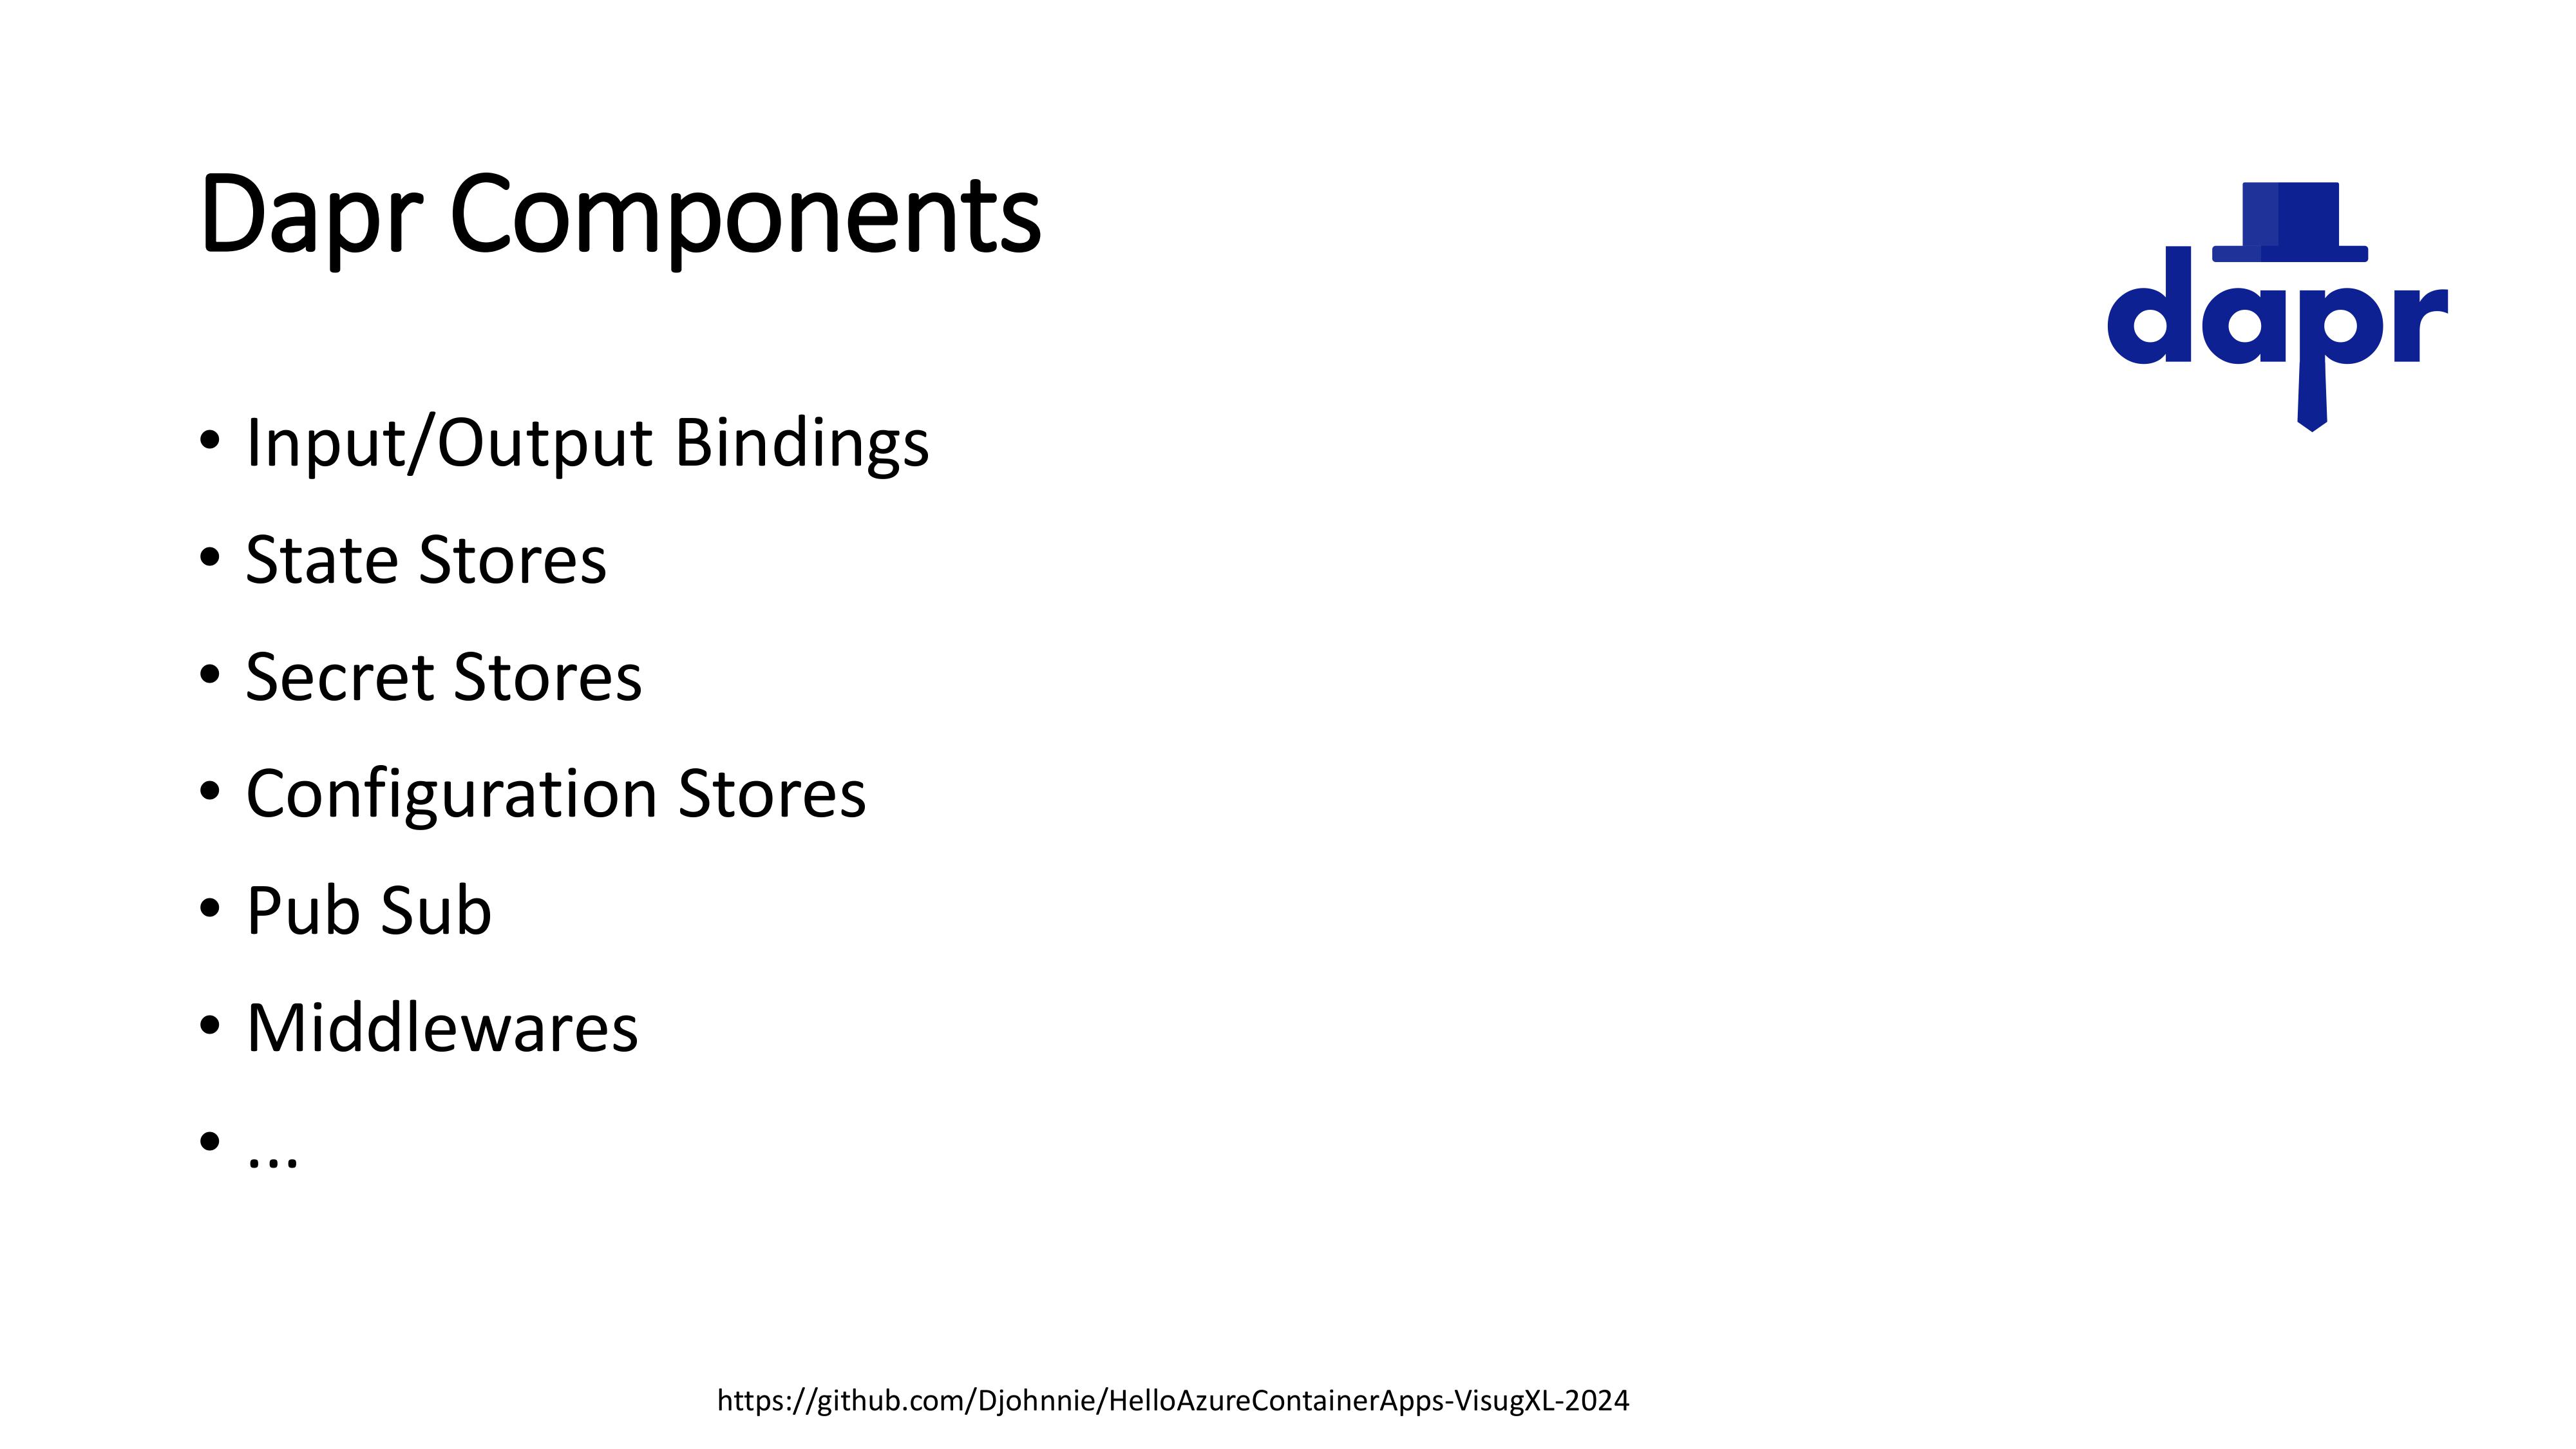 Dapr Components
dapr
• Input/Output Bindings
• State Stores
• Secret Stores
• Configuration Stores
• Pub Sub
• Middlewares
• ...
https://github.com/Djohnnie/HelloAzureContainerApps-VisugXL-2024